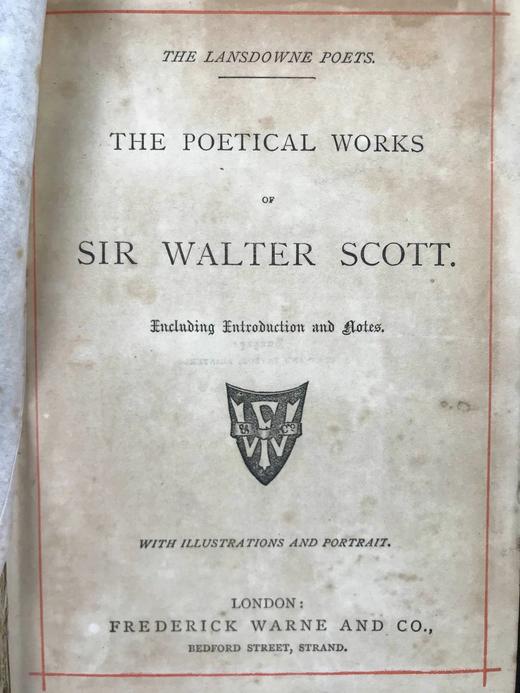 THE LANSDOWNE POETS.
THE POETICAL WORKS
OF
SIR WALTER SCOTT.
Including Introduction and Notes.
WITH ILLUSTRATIONS AND PORTRAIT.
LONDON:
FREDERICK WARNE AND CO.,
BEDFORD STREET, STRAND.